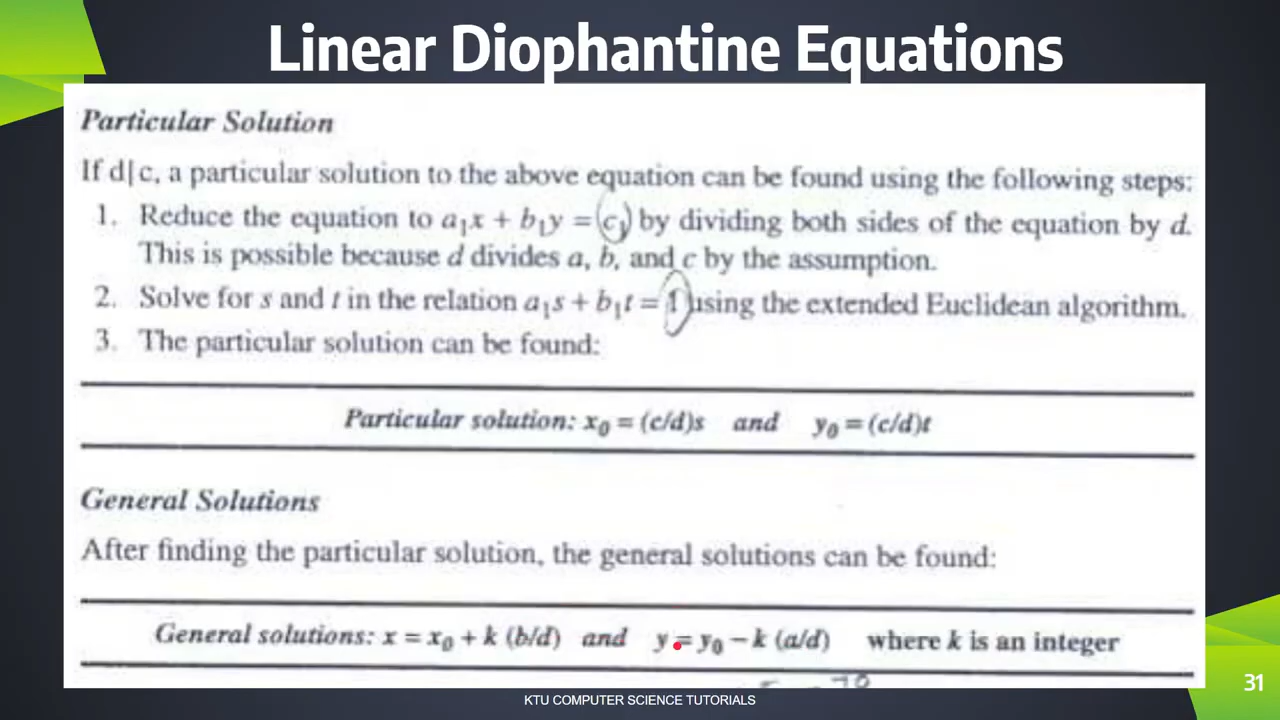 Linear Diophantine Equations
Particular Solution
If d|c, a particular solution to the above equation can be found using the following steps:
1. Reduce the equation to a₁x + b₁y = c₁ by dividing both sides of the equation by d.
This is possible because d divides a, b, and c by the assumption.
2. Solve for s and t in the relation a₁s + b₁t = 1 using the extended Euclidean algorithm.
3. The particular solution can be found:
Particular solution: x₀ = (c/d)s and y₀ = (c/d)t
General Solutions
After finding the particular solution, the general solutions can be found:
General solutions: x = x₀ + k (b/d) and y = y₀ – k (a/d) where k is an integer
KTU COMPUTER SCIENCE TUTORIALS
31